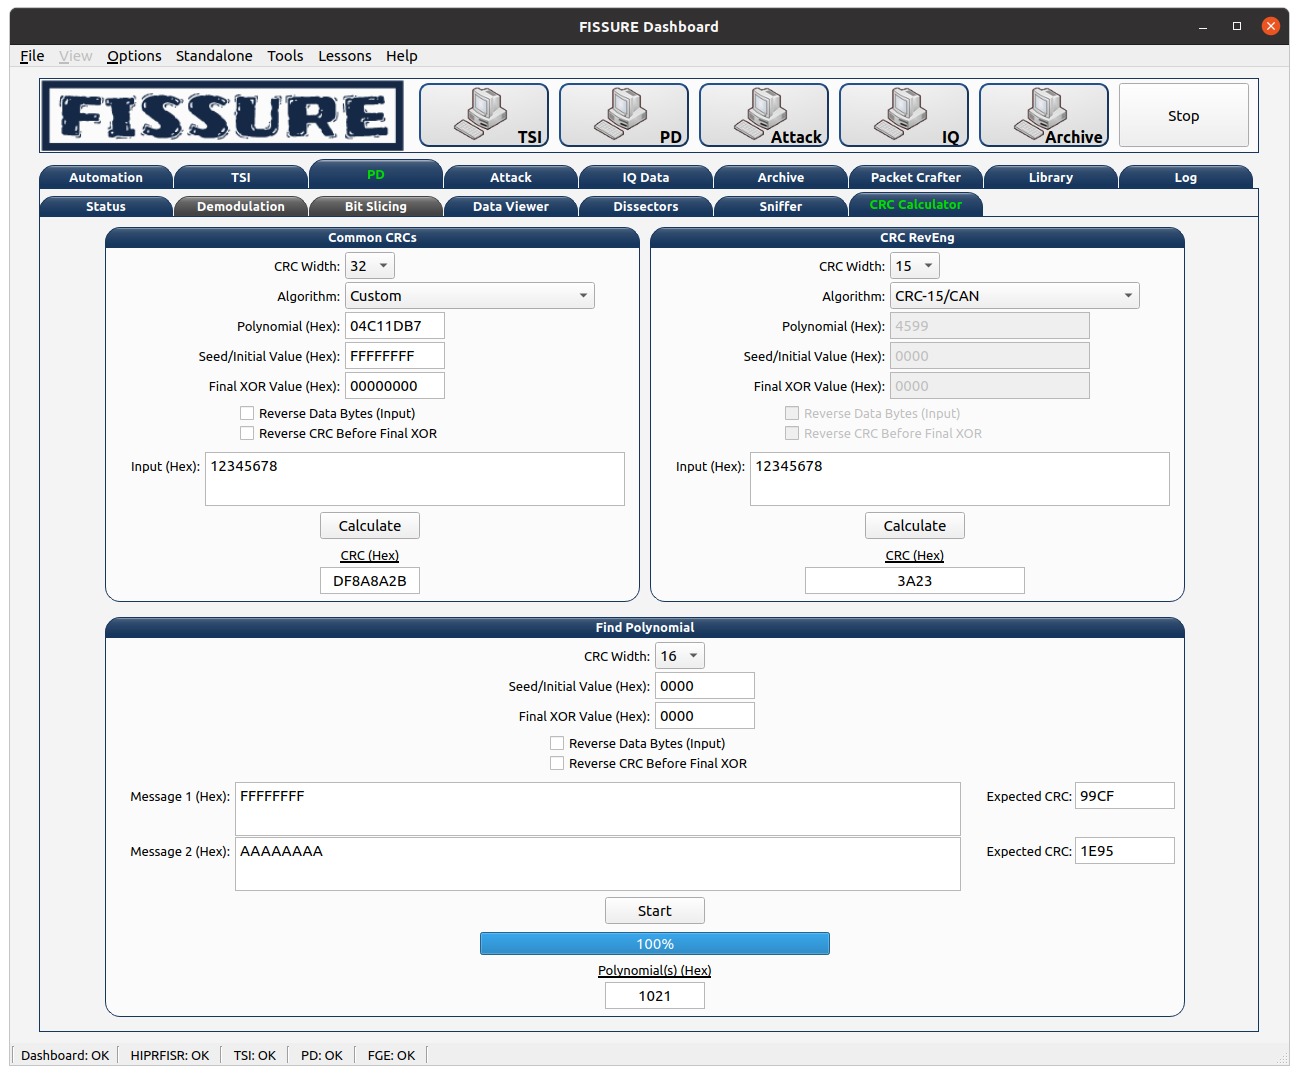 FISSURE Dashboard
File View Options Standalone Tools Lessons Help
FISSURE TSI PD Attack IQ Archive Stop
Automation TSI PD Attack IQ Data Archive Packet Crafter Library Log
Status Demodulation Bit Slicing Data Viewer Dissectors Sniffer CRC Calculator
Common CRCs
CRC Width: 32
Algorithm: Custom
Polynomial (Hex): 04C11DB7
Seed/Initial Value (Hex): FFFFFFFF
Final XOR Value (Hex): 00000000
Reverse Data Bytes (Input)
Reverse CRC Before Final XOR
Input (Hex): 12345678
Calculate
CRC (Hex)
DF8A8A2B
CRC RevEng
CRC Width: 15
Algorithm: CRC-15/CAN
Polynomial (Hex): 4599
Seed/Initial Value (Hex): 0000
Final XOR Value (Hex): 0000
Reverse Data Bytes (Input)
Reverse CRC Before Final XOR
Input (Hex): 12345678
Calculate
CRC (Hex)
3A23
Find Polynomial
CRC Width: 16
Seed/Initial Value (Hex): 0000
Final XOR Value (Hex): 0000
Reverse Data Bytes (Input)
Reverse CRC Before Final XOR
Message 1 (Hex): FFFFFFFF Expected CRC: 99CF
Message 2 (Hex): AAAAAAAA Expected CRC: 1E95
Start
100%
Polynomial(s) (Hex)
1021
Dashboard: OK HIPRFISR: OK TSI: OK PD: OK FGE: OK